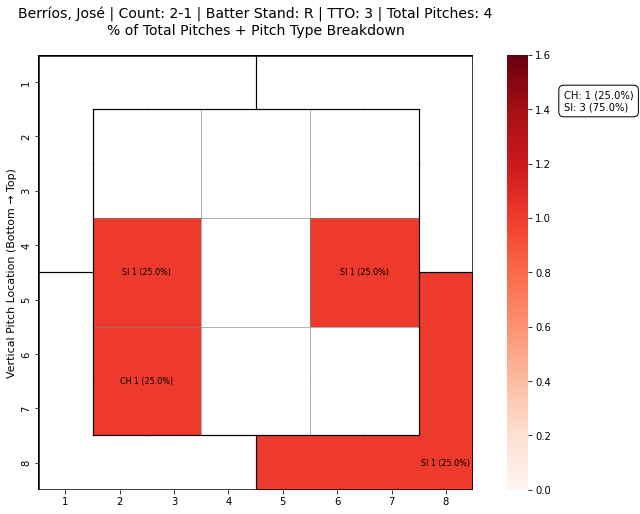 Berríos, José | Count: 2-1 | Batter Stand: R | TTO: 3 | Total Pitches: 4
% of Total Pitches + Pitch Type Breakdown
Vertical Pitch Location (Bottom → Top)
1
2
3
4
5
6
7
8
SI 1 (25.0%)
SI 1 (25.0%)
CH 1 (25.0%)
SI 1 (25.0%)
1
2
3
4
5
6
7
8
1.6
1.4
1.2
1.0
0.8
0.6
0.4
0.2
0.0
CH: 1 (25.0%)
SI: 3 (75.0%)